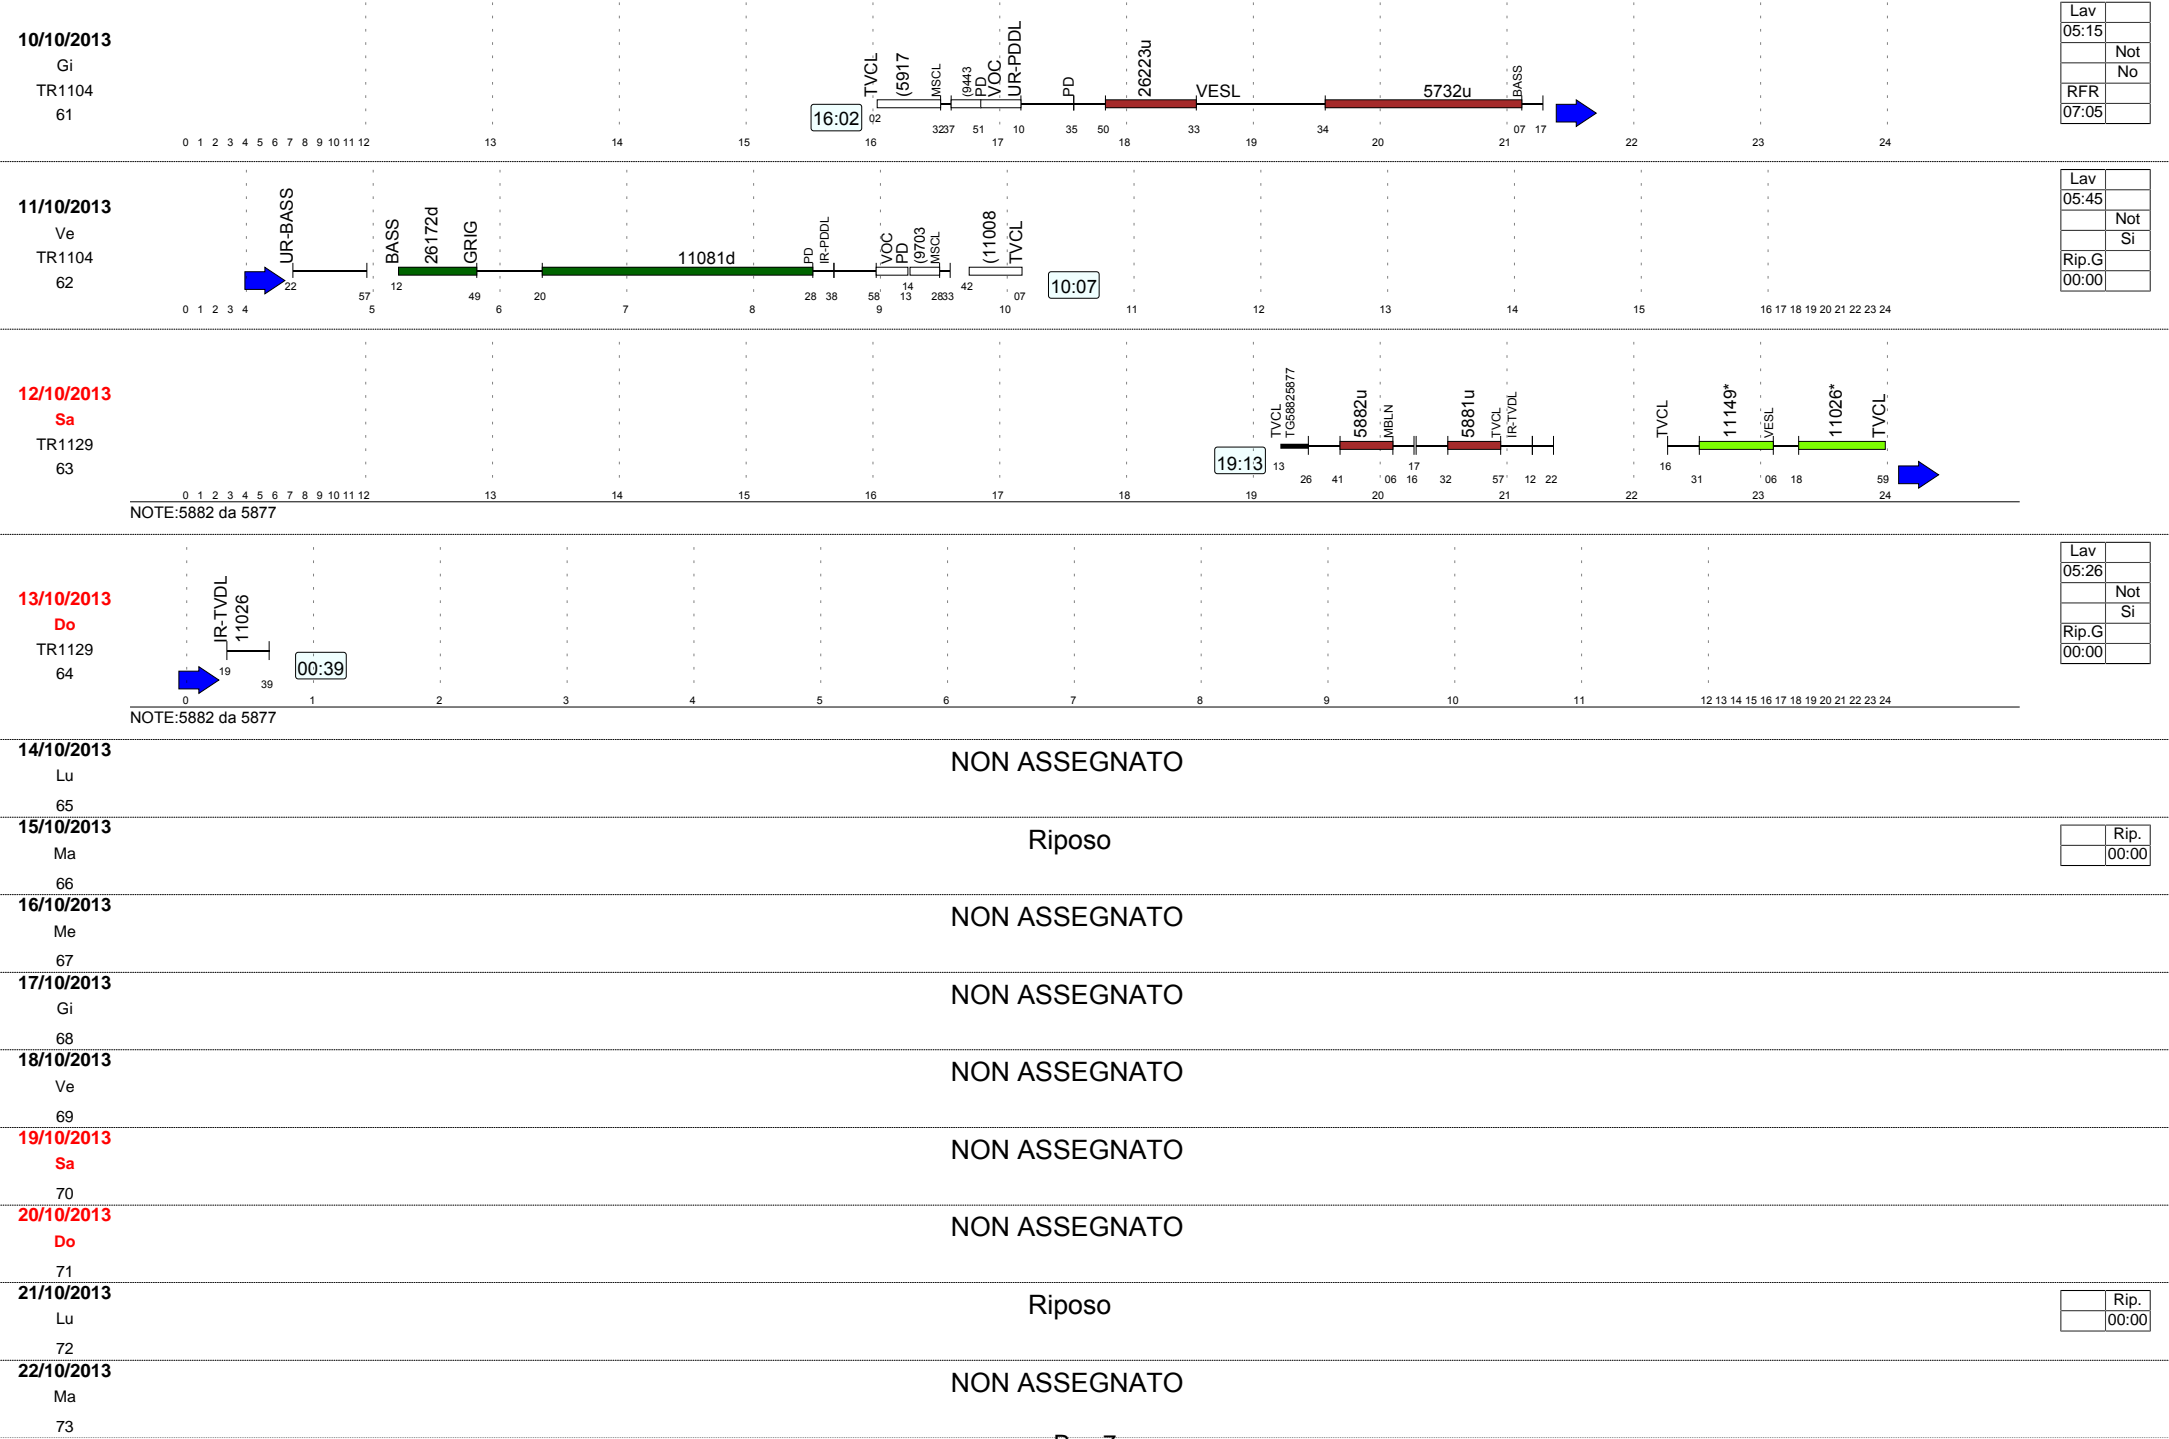 10/10/2013
Gi
TR1104
61
16:02
TVCL
(5917
MSCL
(9443
PD
VOC
UR-PDDL
PD
26223u
VESL
5732u
BASS
02 32 37 51 10 35 50 33 34 07 17
0 1 2 3 4 5 6 7 8 9 10 11 12 13 14 15 16 17 18 19 20 21 22 23 24
Lav
05:15
Not
No
RFR
07:05
11/10/2013
Ve
TR1104
62
UR-BASS
BASS
26172d
GRIG
11081d
PD
IR-PDDL
VOC
PD
(9703
MSCL
(11008
TVCL
10:07
22 57 12 49 20 28 38 58 13 14 28 33 42 07
0 1 2 3 4 5 6 7 8 9 10 11 12 13 14 15 16 17 18 19 20 21 22 23 24
Lav
05:45
Not
Si
Rip.G
00:00
12/10/2013
Sa
TR1129
63
19:13
TVCL
TG58825877
5882u
MBLN
5881u
TVCL
IR-TVDL
TVCL
11149*
VESL
11026*
TVCL
13 26 41 06 16 17 32 57 12 22 16 31 06 18 59
0 1 2 3 4 5 6 7 8 9 10 11 12 13 14 15 16 17 18 19 20 21 22 23 24
NOTE:5882 da 5877
13/10/2013
Do
TR1129
64
IR-TVDL
11026
19 39
00:39
0 1 2 3 4 5 6 7 8 9 10 11 12 13 14 15 16 17 18 19 20 21 22 23 24
NOTE:5882 da 5877
Lav
05:26
Not
Si
Rip.G
00:00
14/10/2013
Lu
65
NON ASSEGNATO
15/10/2013
Ma
66
Riposo
Rip.
00:00
16/10/2013
Me
67
NON ASSEGNATO
17/10/2013
Gi
68
NON ASSEGNATO
18/10/2013
Ve
69
NON ASSEGNATO
19/10/2013
Sa
70
NON ASSEGNATO
20/10/2013
Do
71
NON ASSEGNATO
21/10/2013
Lu
72
Riposo
Rip.
00:00
22/10/2013
Ma
73
NON ASSEGNATO